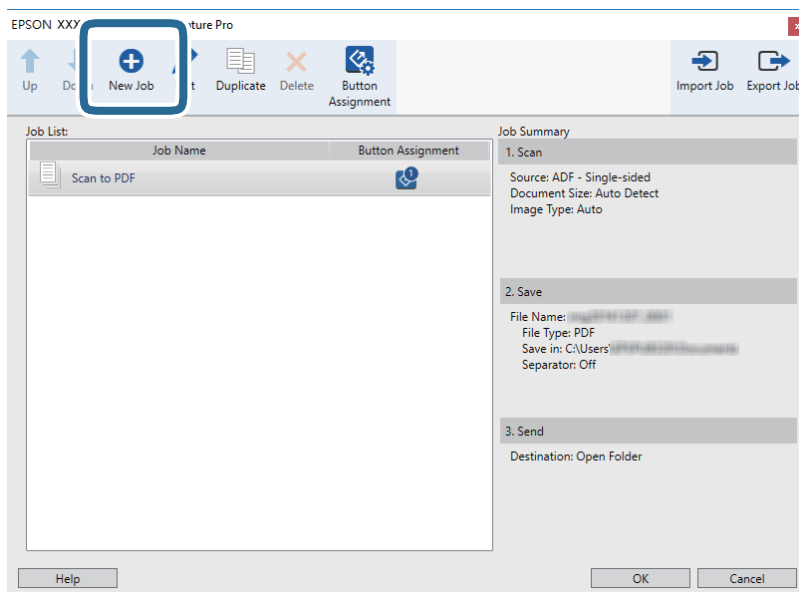 EPSON XXX ture Pro
Up
New Job
Duplicate
Delete
Button
Assignment
Import Job
Export Job
Job List:
Job Name
Button Assignment
Scan to PDF
1
Job Summary
1. Scan
Source: ADF - Single-sided
Document Size: Auto Detect
Image Type: Auto
2. Save
File Name:
File Type: PDF
Save in: C:\Users\
Separator: Off
3. Send
Destination: Open Folder
Help
OK
Cancel